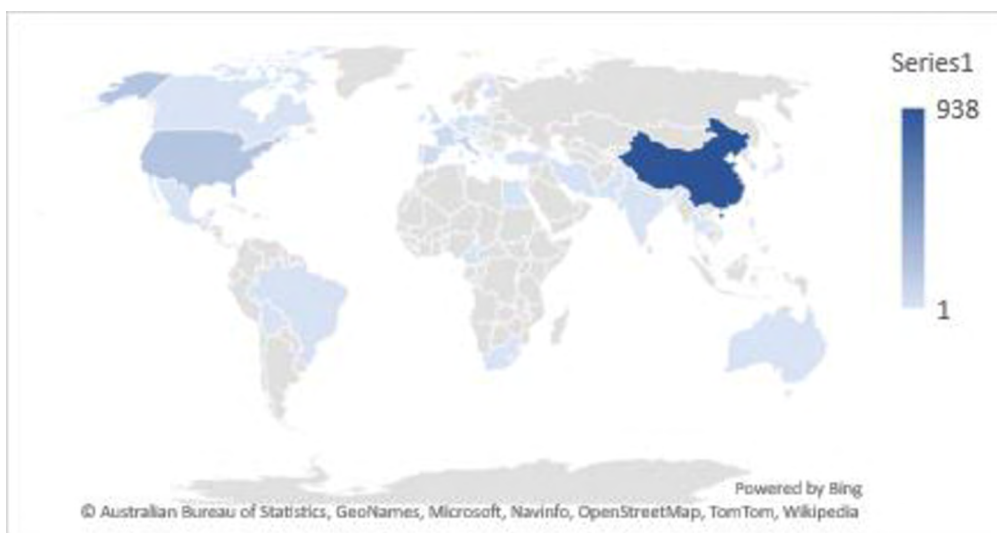 Series1
938
1
Powered by Bing
© Australian Bureau of Statistics, GeoNames, Microsoft, Navinfo, OpenStreetMap, TomTom, Wikipedia